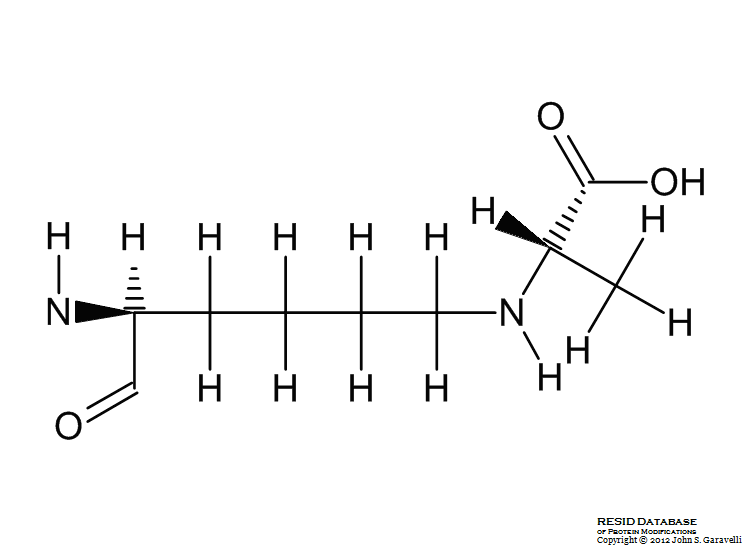 O
OH
H H
H H H H H H
N N
H H
H H H H H
H
O
RESID DATABASE
OF PROTEIN MODIFICATIONS
Copyright © 2012 John S. Garavelli